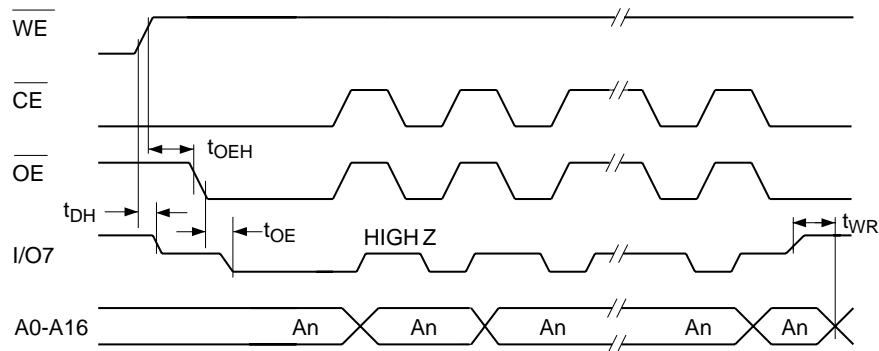 WE
CE
tOEH
OE
tDH
tOE
tWR
I/O7
HIGH Z
A0-A16
An An An An An